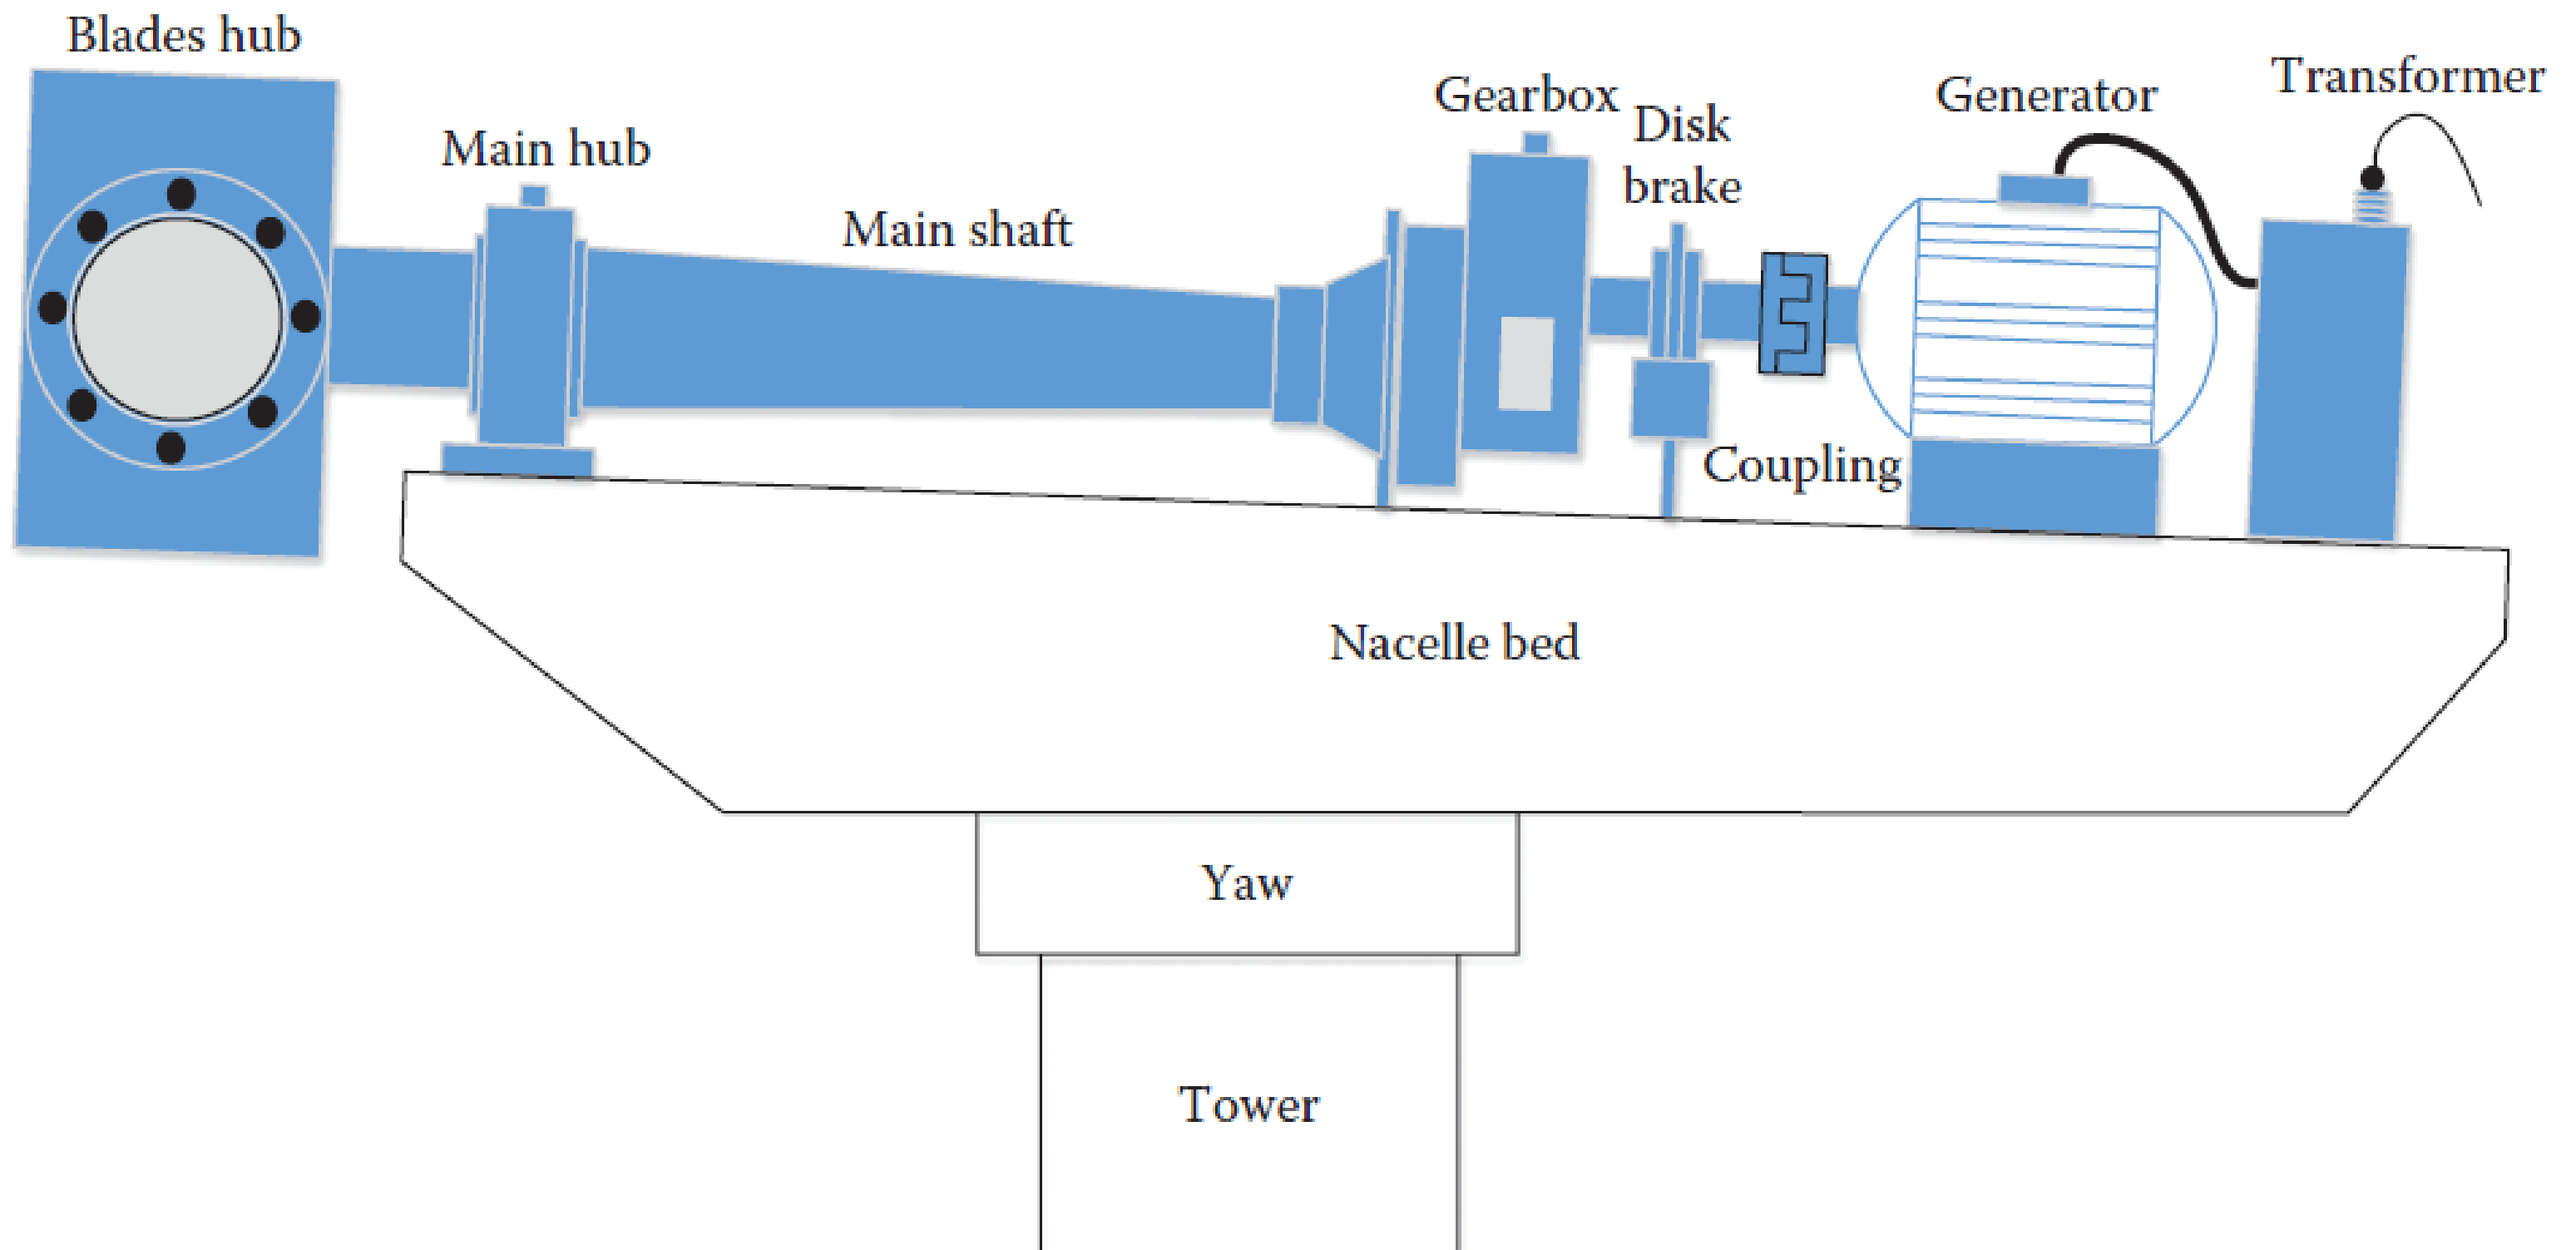 Blades hub
Main hub
Main shaft
Gearbox
Disk
brake
Coupling
Generator
Transformer
Nacelle bed
Yaw
Tower